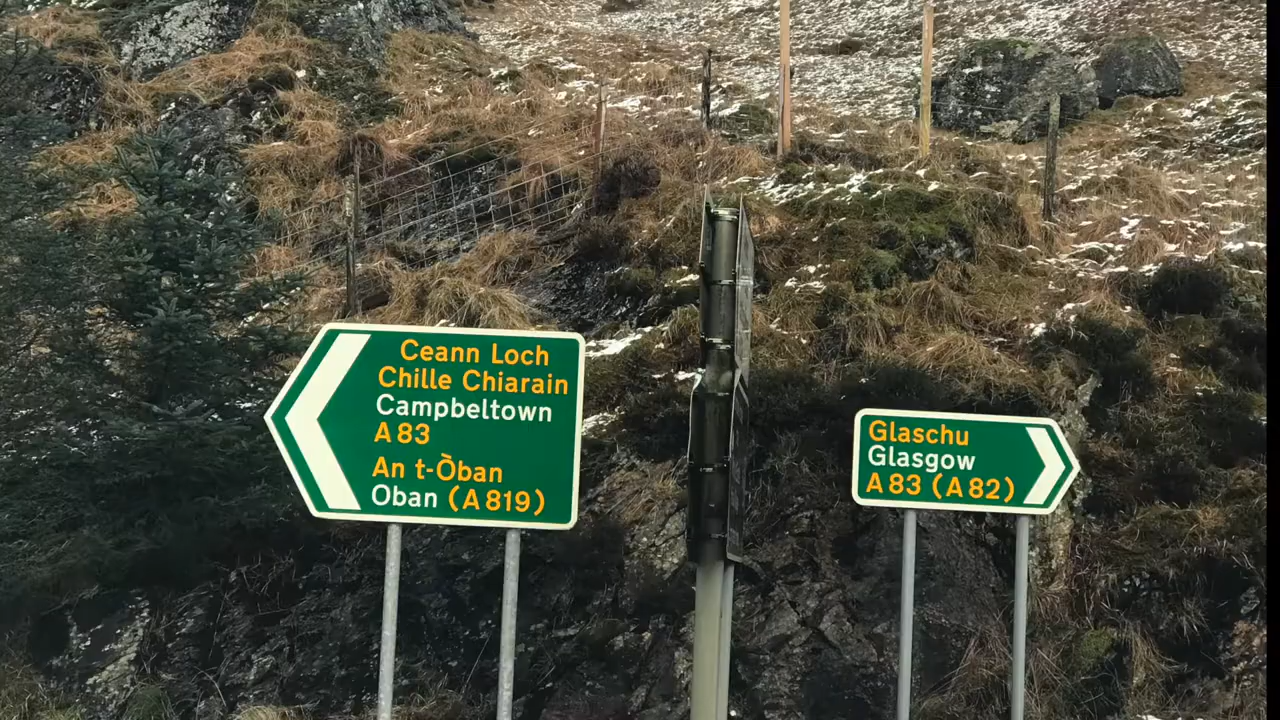 Ceann Loch
Chille Chiarain
Campbeltown
A 83
An t-Òban
Oban (A 819)
Glaschu
Glasgow
A 83 (A 82)